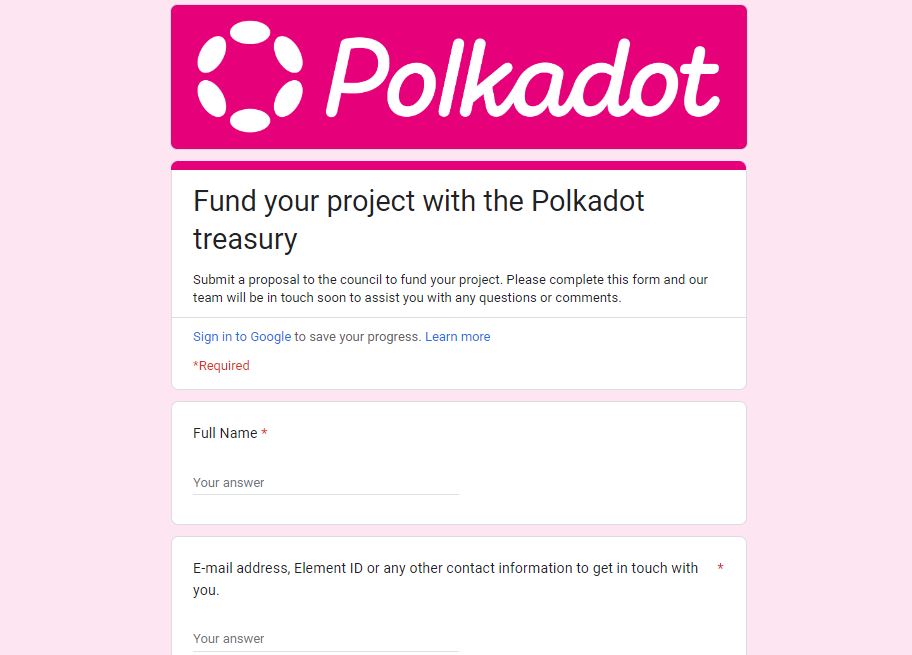 Polkadot
Fund your project with the Polkadot
treasury
Submit a proposal to the council to fund your project. Please complete this form and our
team will be in touch soon to assist you with any questions or comments.
Sign in to Google to save your progress. Learn more
*Required
Full Name *
Your answer
E-mail address, Element ID or any other contact information to get in touch with *
you.
Your answer